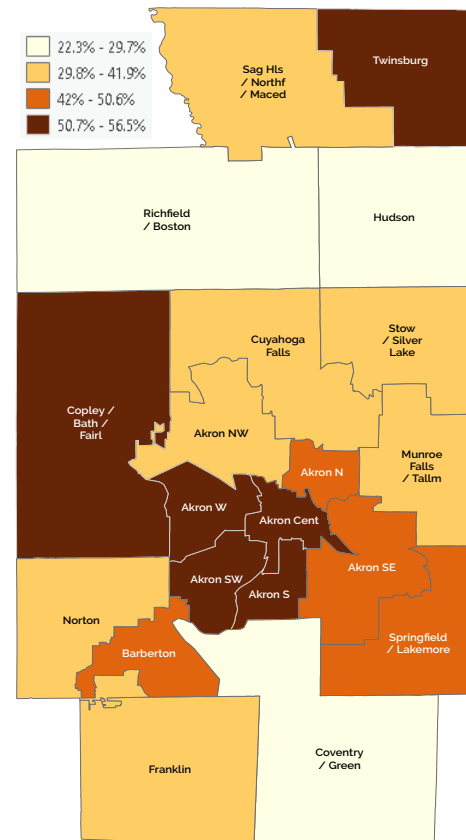 22.3% - 29.7%
29.8% - 41.9%
42% - 50.6%
50.7% - 56.5%
Twinsburg
Sag Hls
/ Northf
/ Maced
Richfield
/ Boston
Hudson
Cuyahoga
Falls
Stow
/ Silver
Lake
Copley /
Bath /
Fairl
Akron NW
Akron N
Munroe
Falls
/ Tallm
Akron W
Akron Cent
Akron SW
Akron S
Akron SE
Norton
Barberton
Springfield
/ Lakemore
Franklin
Coventry
/ Green